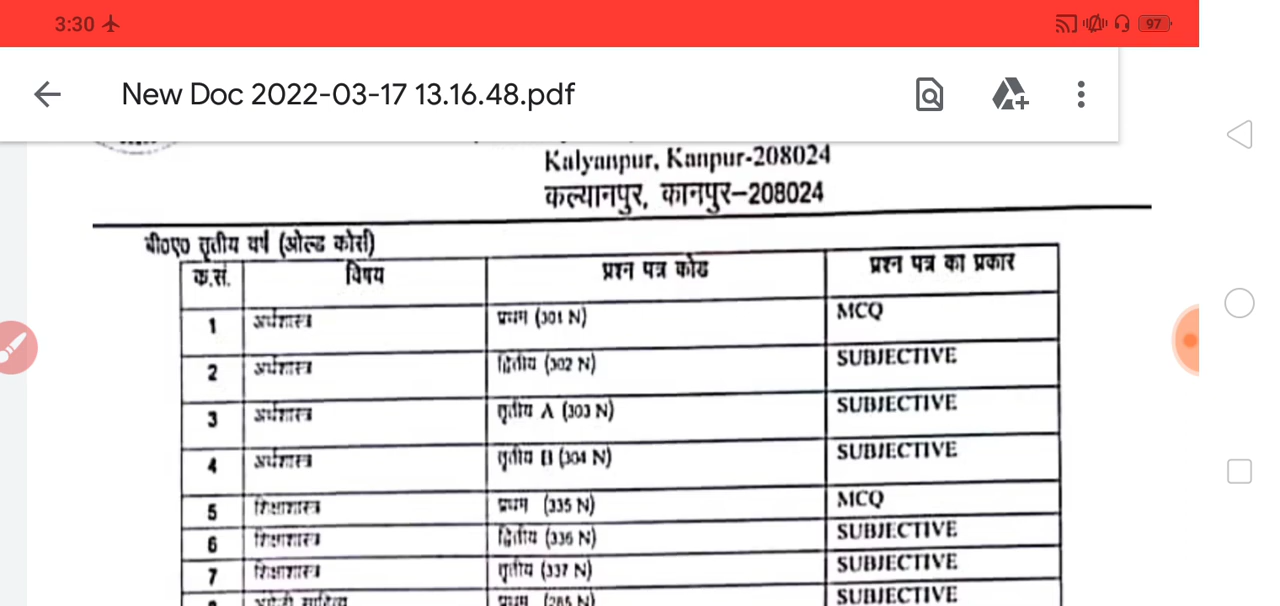 3:30
97
New Doc 2022-03-17 13.16.48.pdf
Kalyanpur, Kanpur-208024
कल्यानपुर, कानपुर–208024
बी०ए० तृतीय वर्ष (ओल्ड कोर्स)
क.सं. विषय प्रश्न पत्र कोड प्रश्न पत्र का प्रकार
1 अर्थशास्त्र प्रथम (301 N) MCQ
2 अर्थशास्त्र द्वितीय (302 N) SUBJECTIVE
3 अर्थशास्त्र तृतीय A (303 N) SUBJECTIVE
4 अर्थशास्त्र तृतीय B (304 N) SUBJECTIVE
5 शिक्षाशास्त्र प्रथम (335 N) MCQ
6 शिक्षाशास्त्र द्वितीय (336 N) SUBJECTIVE
7 शिक्षाशास्त्र तृतीय (337 N) SUBJECTIVE
प्रथम SUBJECTIVE